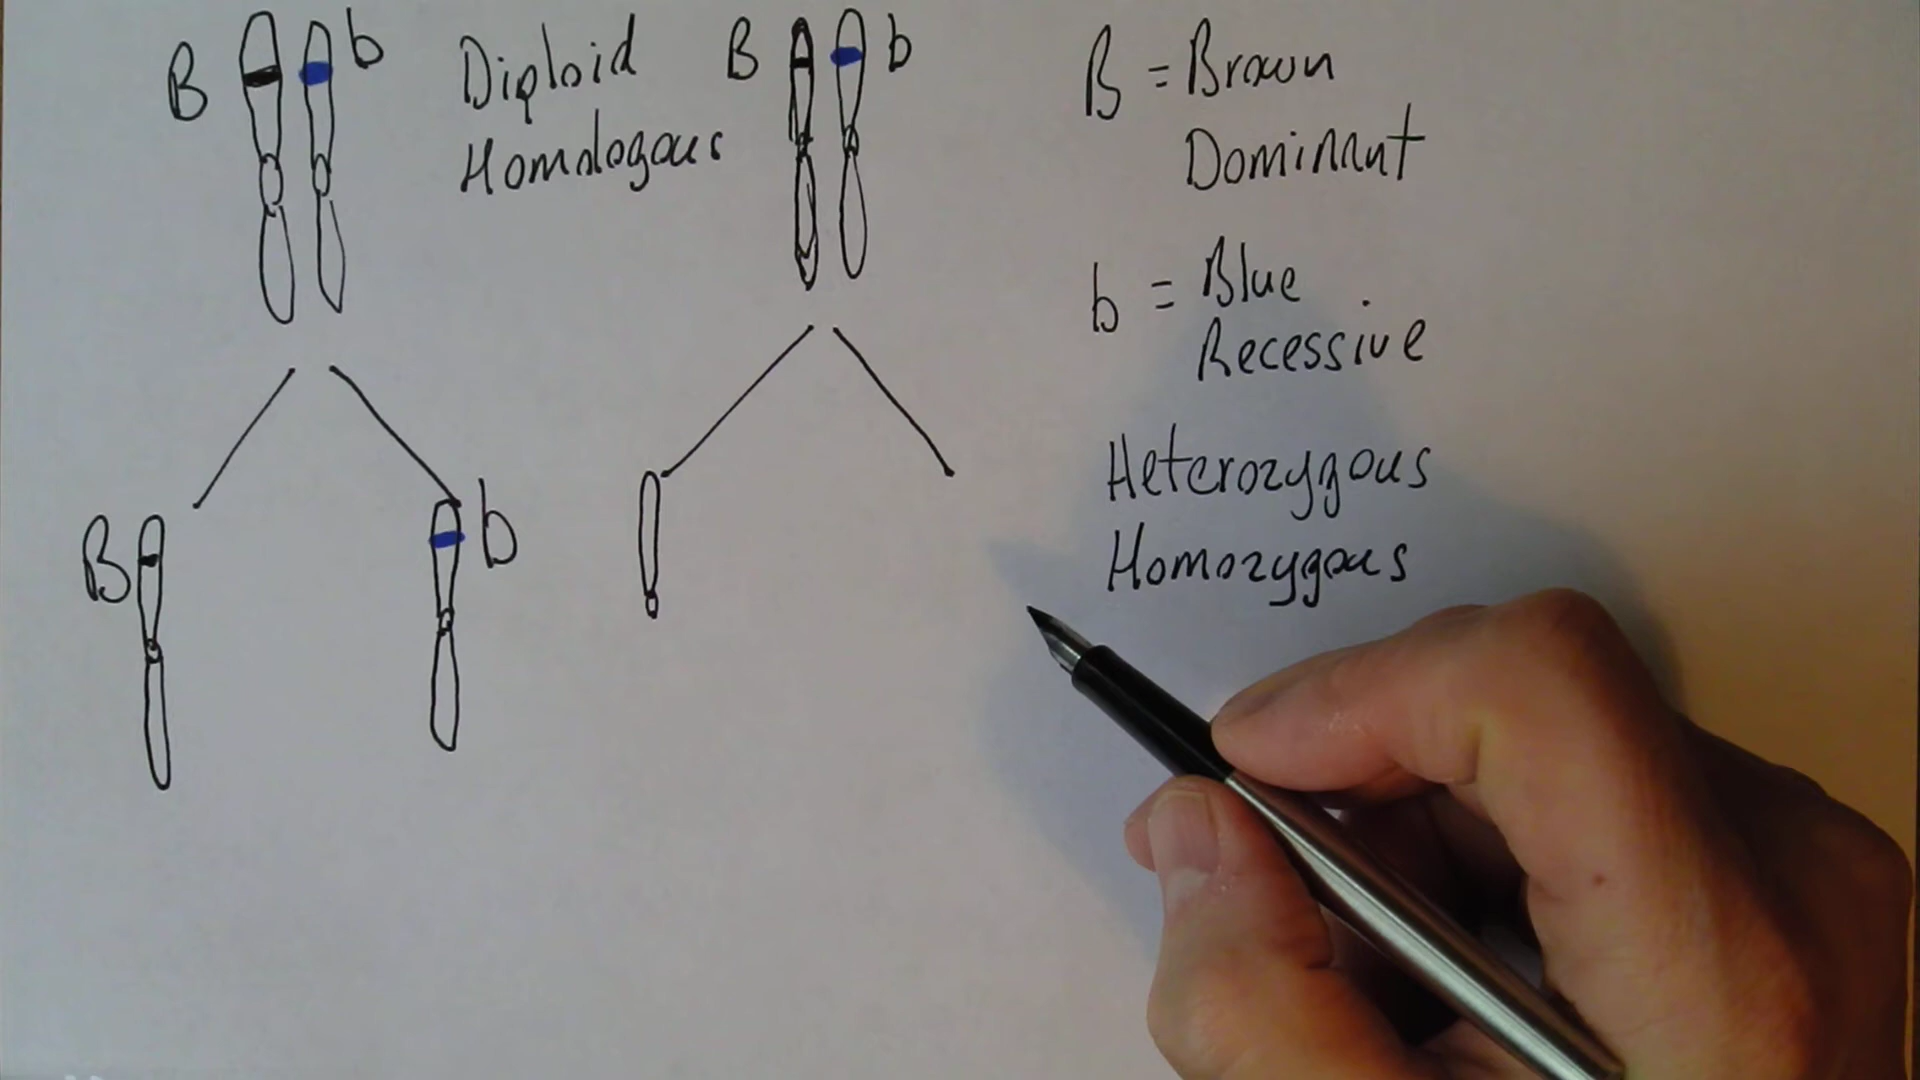 B b Diploid B b
Homologous
B = Brown
Dominant
b = Blue
Recessive
Heterozygous
Homozygous
B b